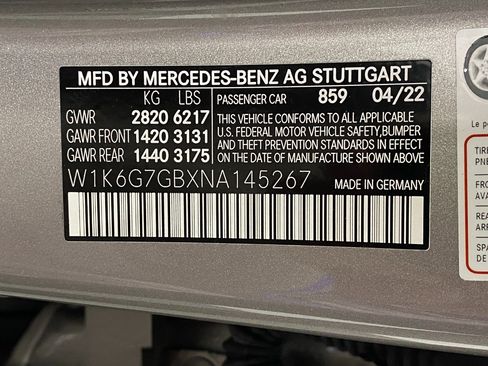 MFD BY MERCEDES-BENZ AG STUTTGART
KG LBS
PASSENGER CAR 859 04/22
GVWR 2820 6217
GAWR FRONT 1420 3131
GAWR REAR 1440 3175
THIS VEHICLE CONFORMS TO ALL APPLICABLE
U.S. FEDERAL MOTOR VEHICLE SAFETY, BUMPER
AND THEFT PREVENTION STANDARDS IN EFFECT
ON THE DATE OF MANUFACTURE SHOWN ABOVE
W1K6G7GBXNA145267
MADE IN GERMANY
Le
TIRE